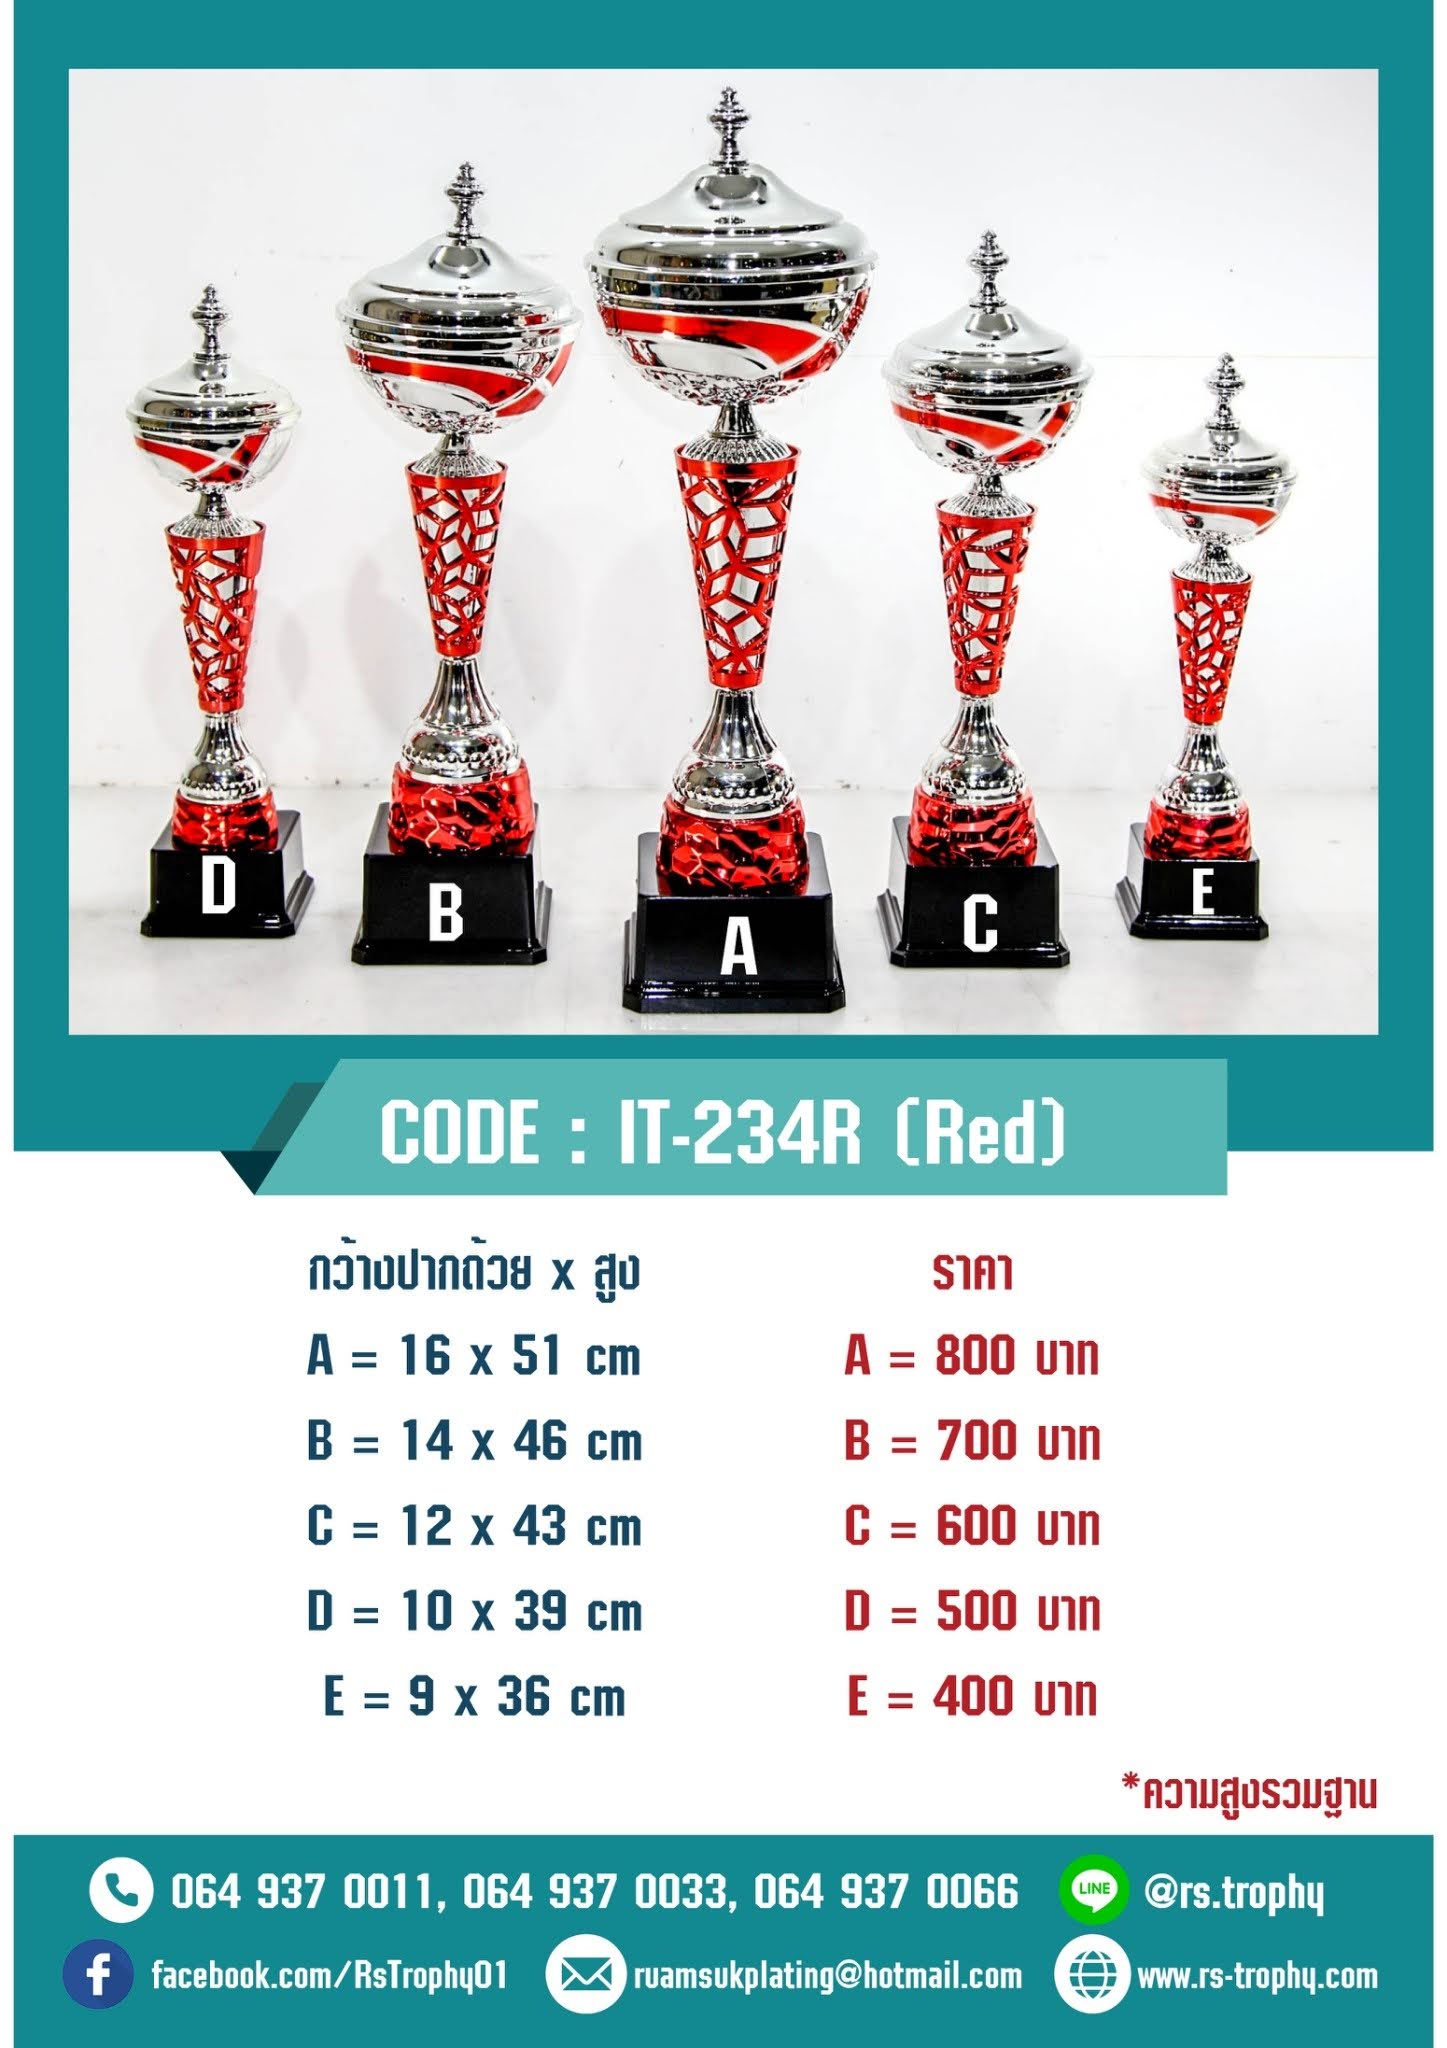 D
B
A
C
E
CODE : IT-234R (Red)
กว้างปากถ้วย x สูง
A = 16 x 51 cm
B = 14 x 46 cm
C = 12 x 43 cm
D = 10 x 39 cm
E = 9 x 36 cm
ราคา
A = 800 บาท
B = 700 บาท
C = 600 บาท
D = 500 บาท
E = 400 บาท
*ความสูงรวมฐาน
064 937 0011, 064 937 0033, 064 937 0066
LINE @rs.trophy
f facebook.com/RsTrophy01
ruamsukplating@hotmail.com
www.rs-trophy.com